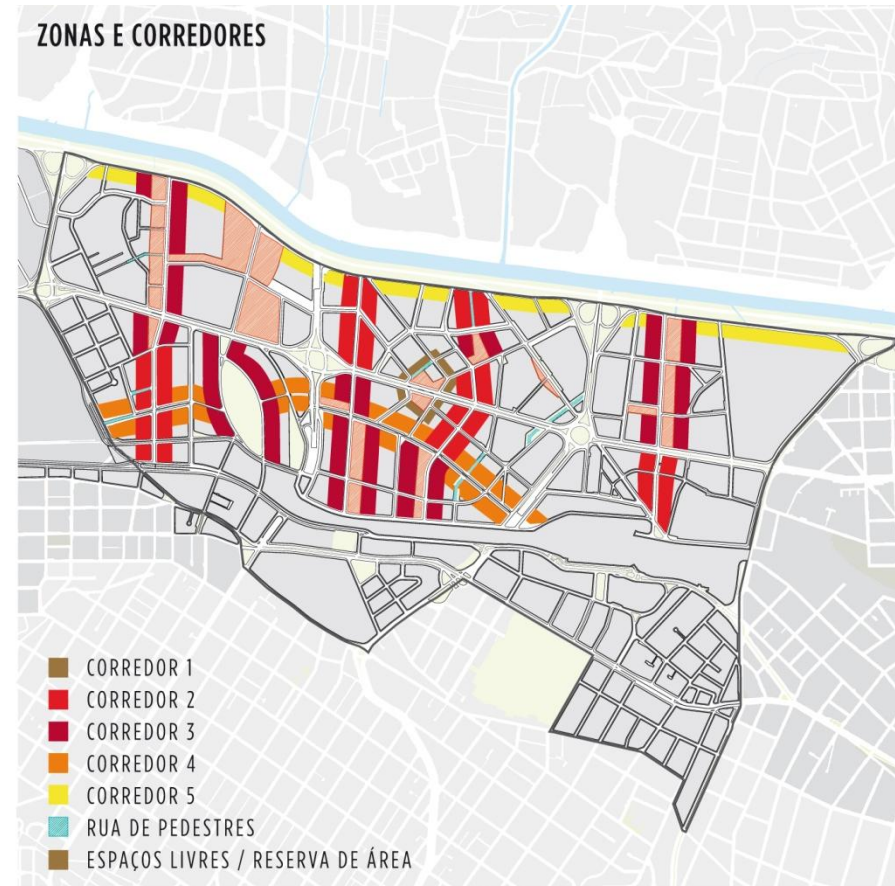 ZONAS E CORREDORES
CORREDOR 1
CORREDOR 2
CORREDOR 3
CORREDOR 4
CORREDOR 5
RUA DE PEDESTRES
ESPAÇOS LIVRES / RESERVA DE ÁREA